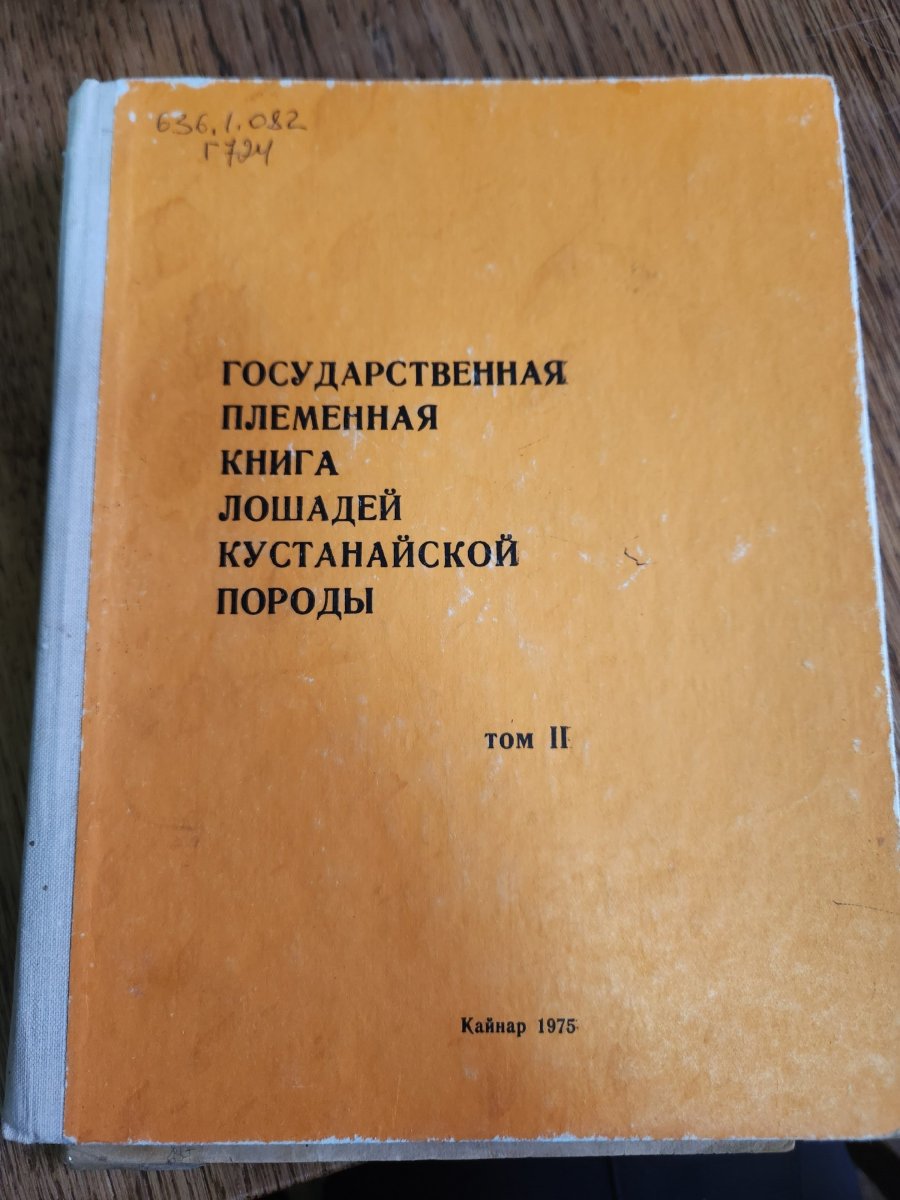 636.1.082
Г724
ГОСУДАРСТВЕННАЯ
ПЛЕМЕННАЯ
КНИГА
ЛОШАДЕЙ
КУСТАНАЙСКОЙ
ПОРОДЫ
том II
Қайнар 1975